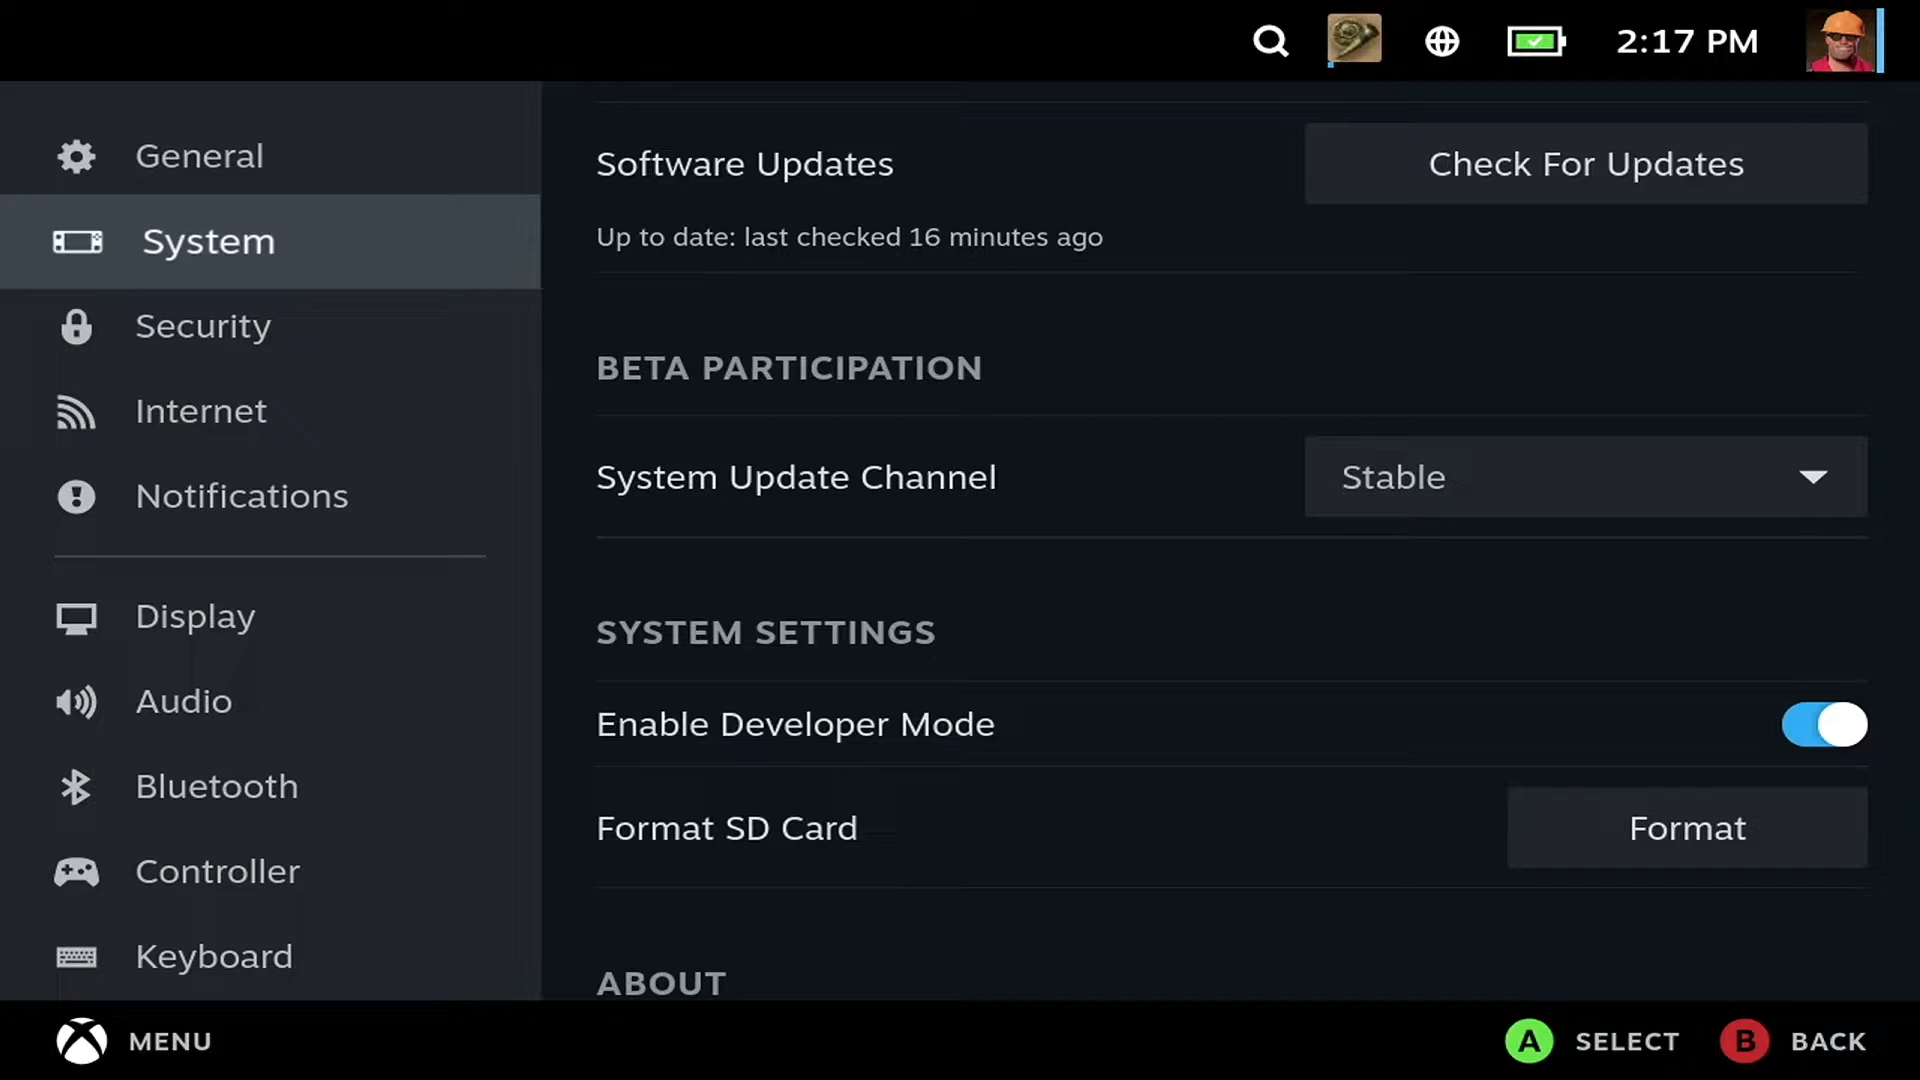 2:17 PM
General
System
Security
Internet
Notifications
Display
Audio
Bluetooth
Controller
Keyboard
Software Updates
Check For Updates
Up to date: last checked 16 minutes ago
BETA PARTICIPATION
System Update Channel
Stable
SYSTEM SETTINGS
Enable Developer Mode
Format SD Card
Format
ABOUT
MENU
A SELECT
B BACK